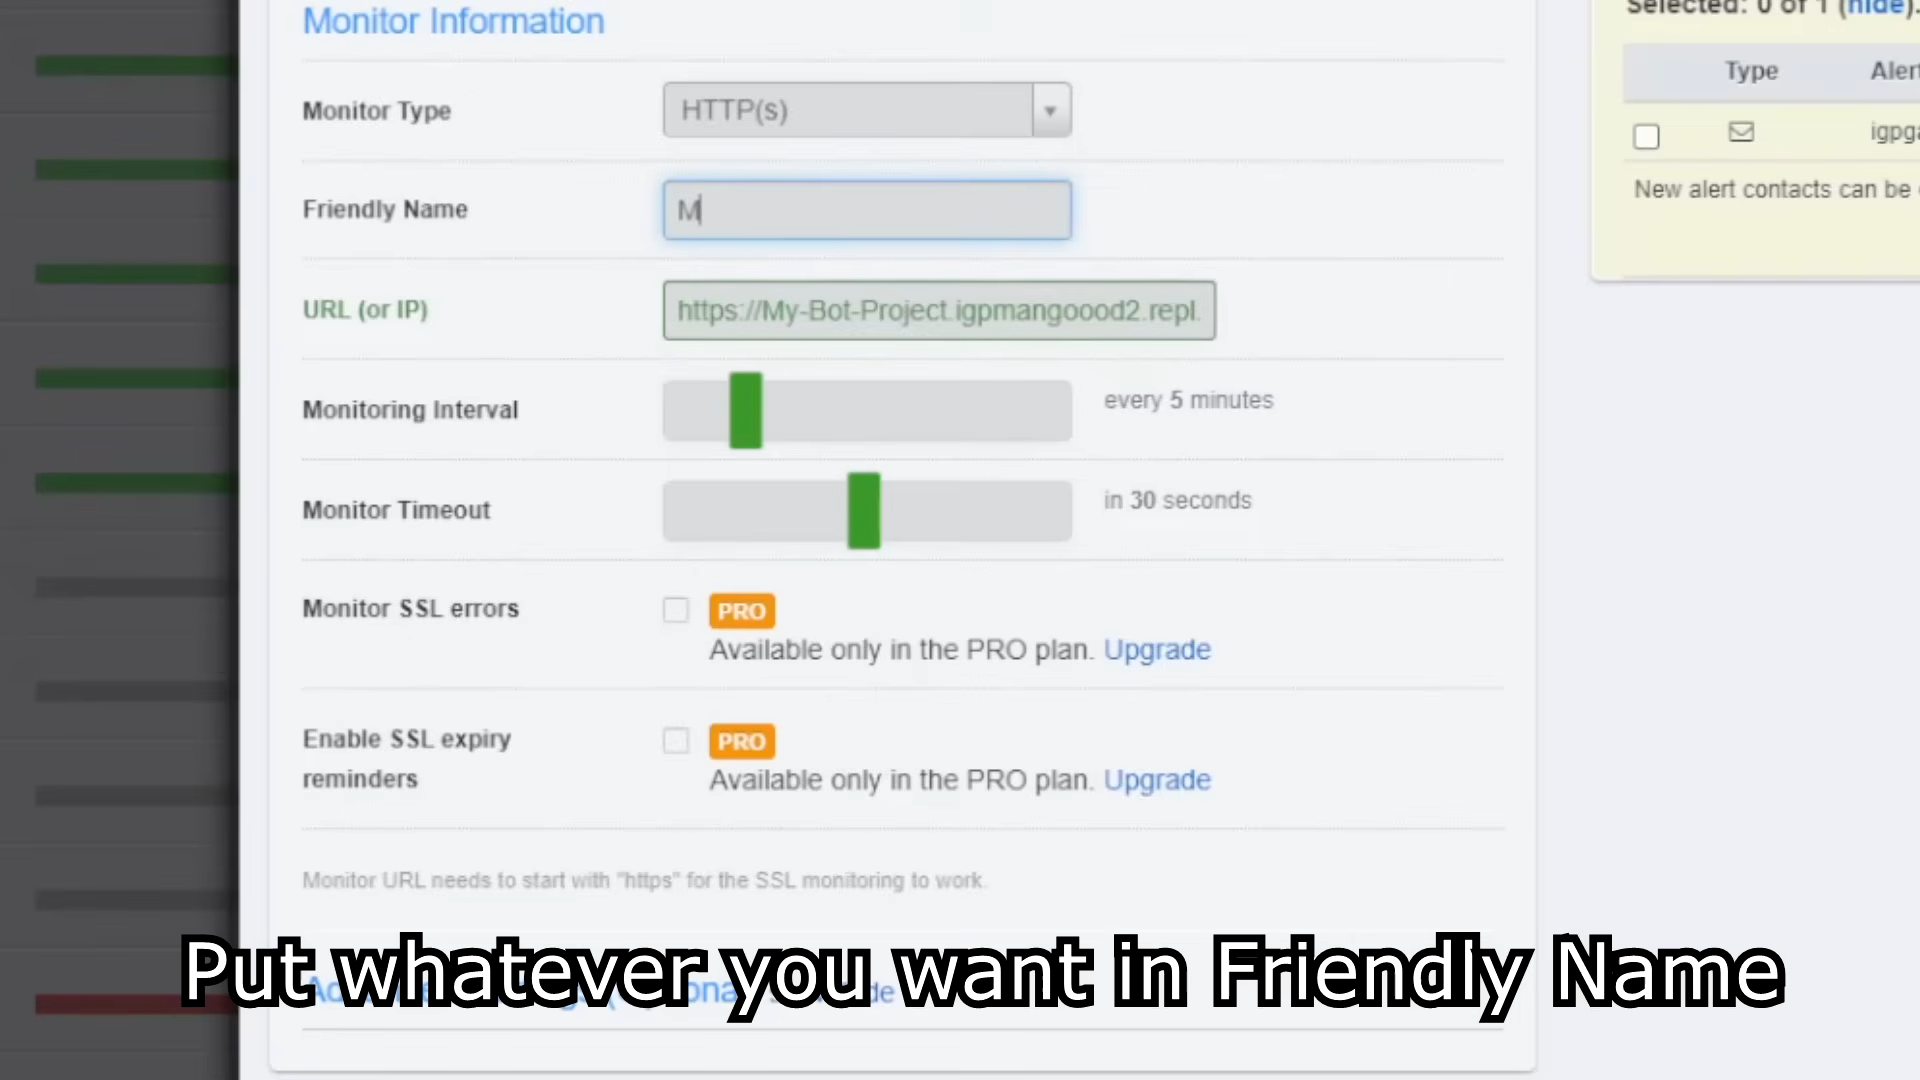 Monitor Information
Monitor Type
HTTP(s)
Friendly Name
M
URL (or IP)
https://My-Bot-Project.igpmangoood2.repl.
Monitoring Interval
every 5 minutes
Monitor Timeout
in 30 seconds
Monitor SSL errors
PRO
Available only in the PRO plan. Upgrade
Enable SSL expiry
reminders
PRO
Available only in the PRO plan. Upgrade
Monitor URL needs to start with "https" for the SSL monitoring to work.
Selected: 0 of 1 (hide).
Type
Aler
igpga
New alert contacts can be
Put whatever you want in Friendly Name